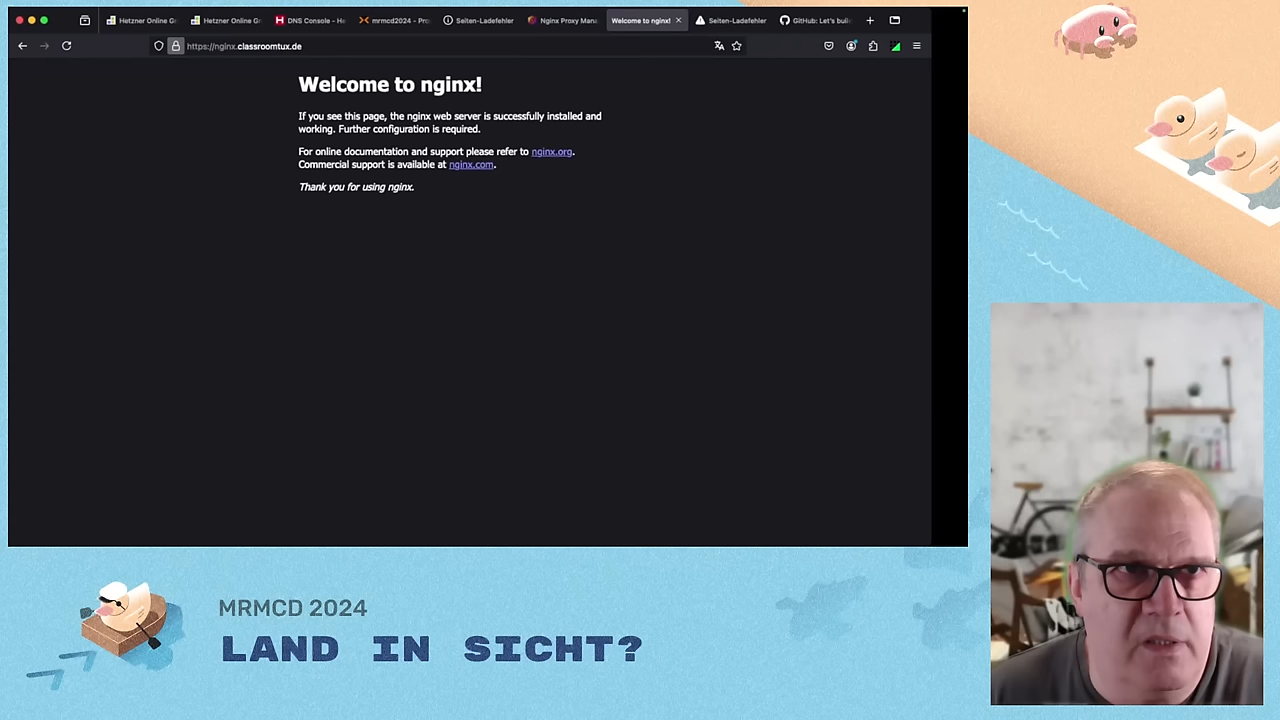 Hetzner Online G
Hetzner Online G
DNS Console - He
mrmcd2024 - Pro
Seiten-Ladefehler
Nginx Proxy Mana
Welcome to nginx!
Seiten-Ladefehler
GitHub: Let's buil
https://nginx.classroomtux.de
Welcome to nginx!
If you see this page, the nginx web server is successfully installed and
working. Further configuration is required.
For online documentation and support please refer to nginx.org.
Commercial support is available at nginx.com.
Thank you for using nginx.
MRMCD 2024
LAND IN SICHT?